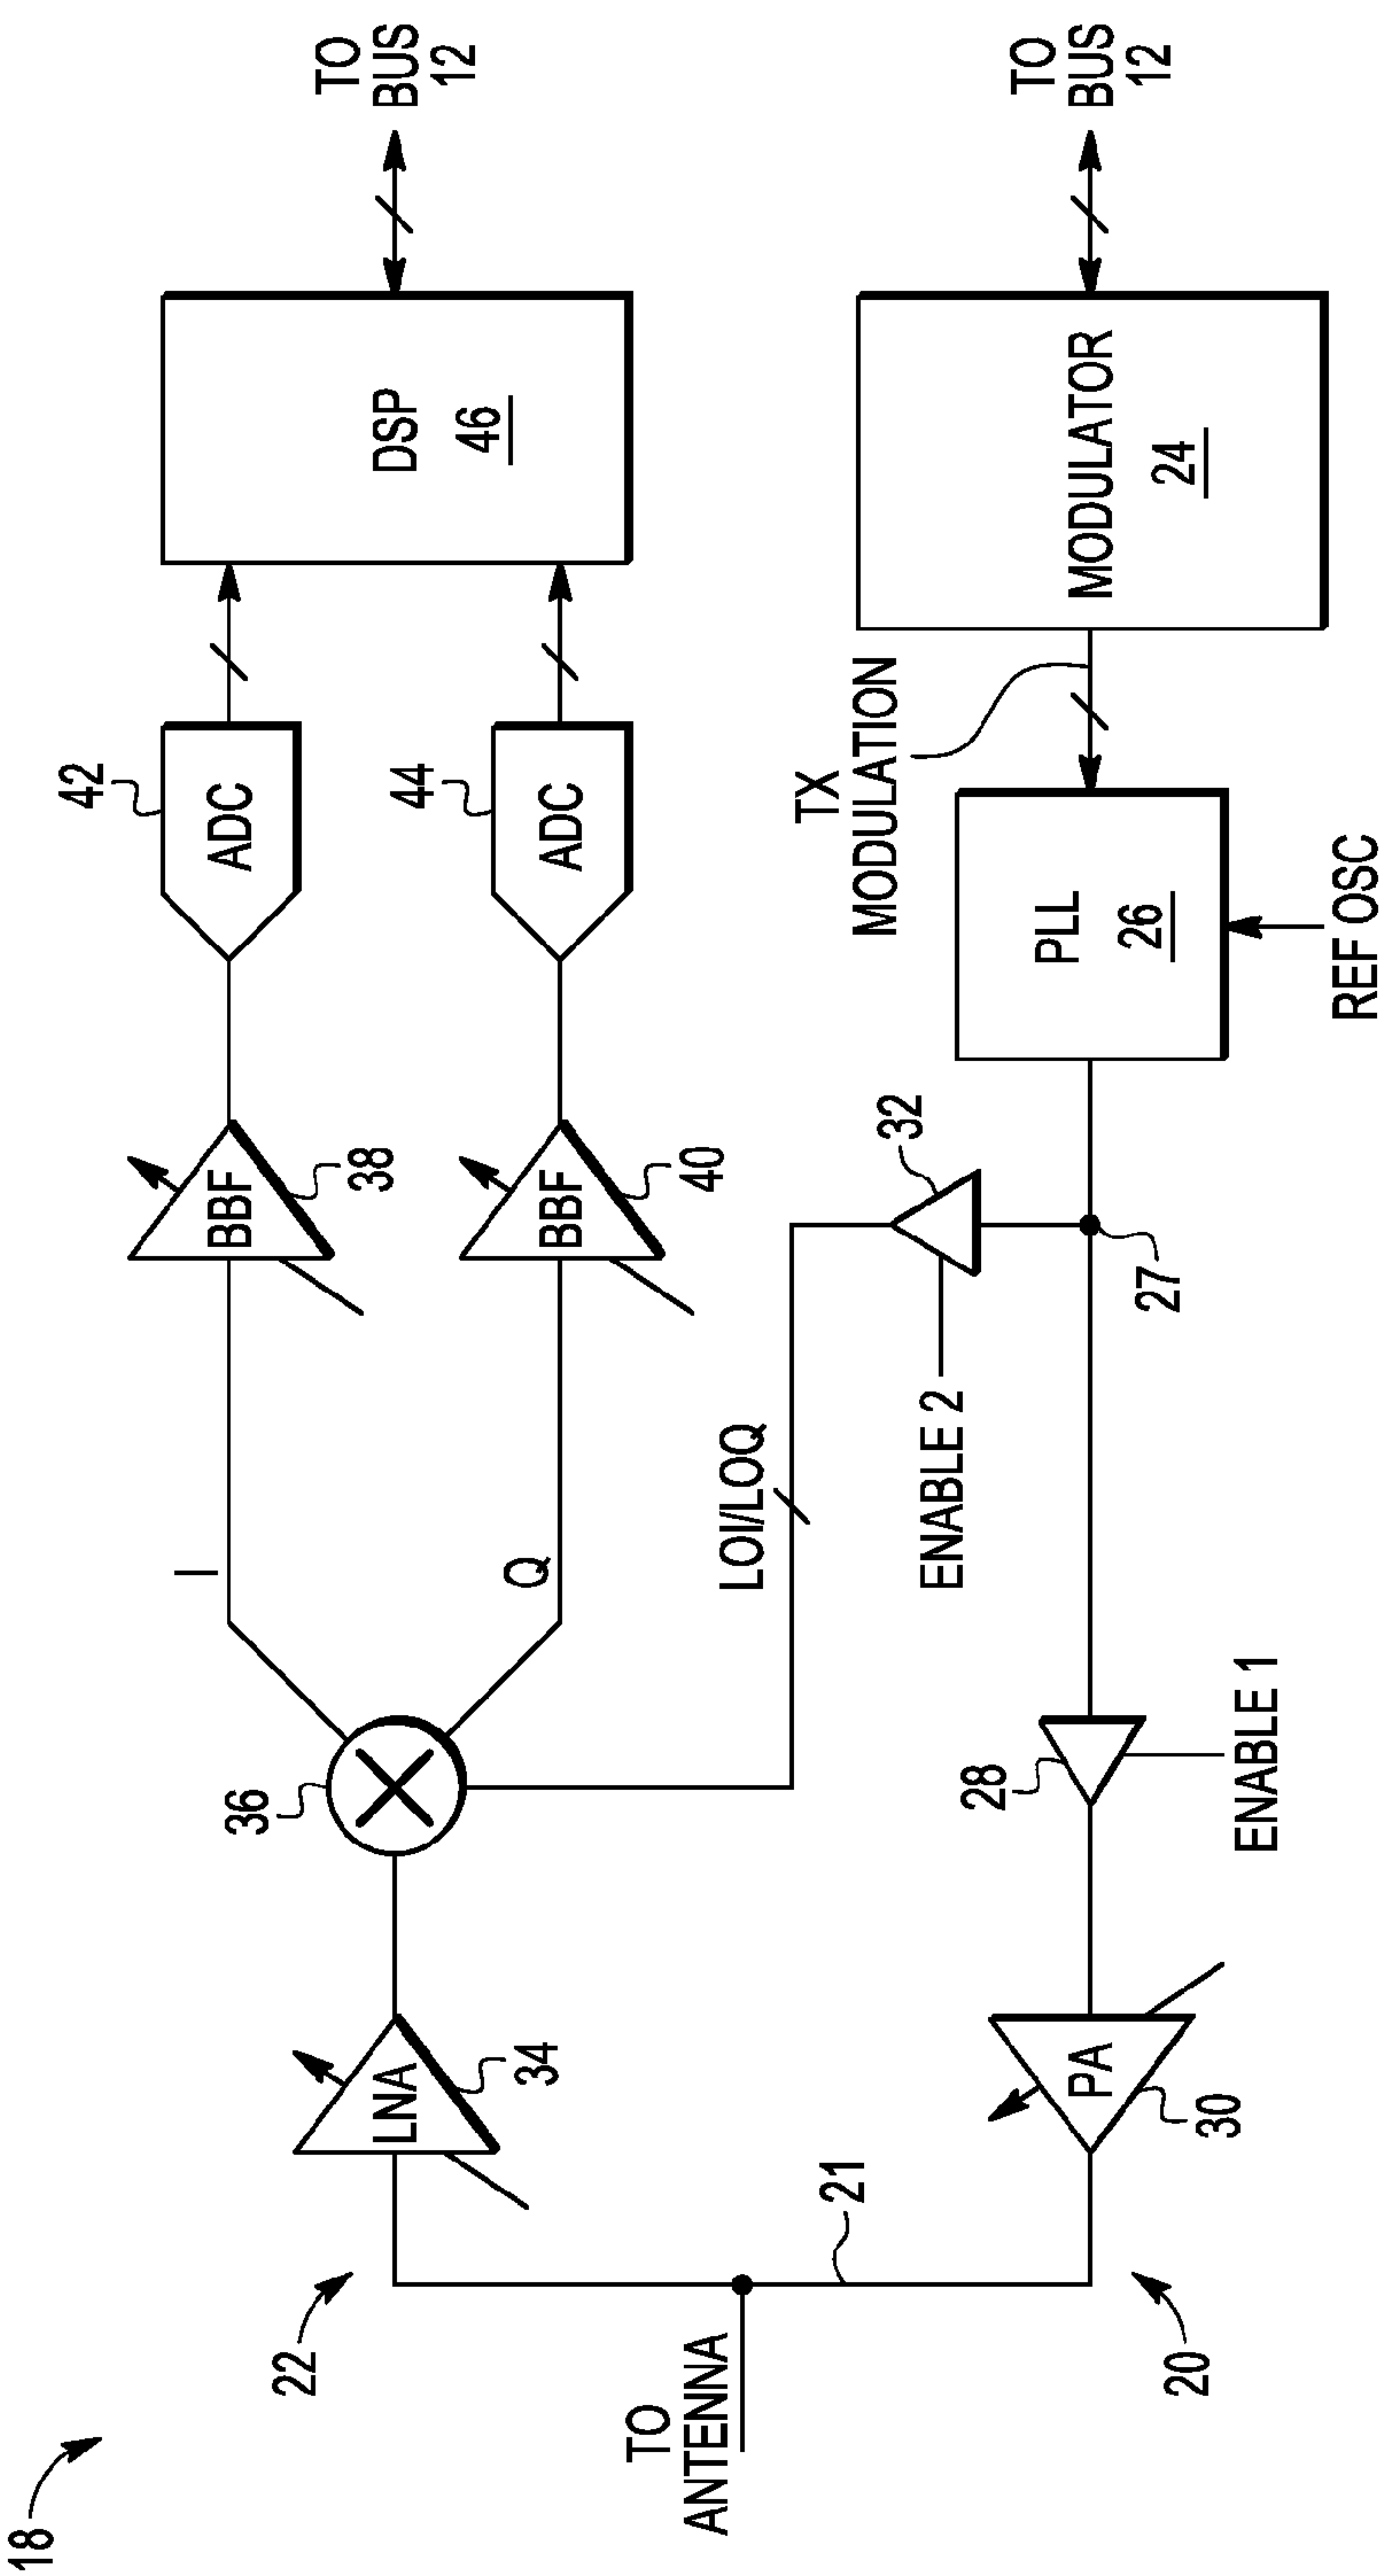 18
22
TO
ANTENNA
21
20
LNA
34
36
I
Q
LOI/LOQ
BBF
38
BBF
40
42
ADC
44
ADC
DSP
46
TO
BUS
12
PA
30
28
ENABLE 1
ENABLE 2
32
27
PLL
26
REF OSC
TX
MODULATION
MODULATOR
24
TO
BUS
12